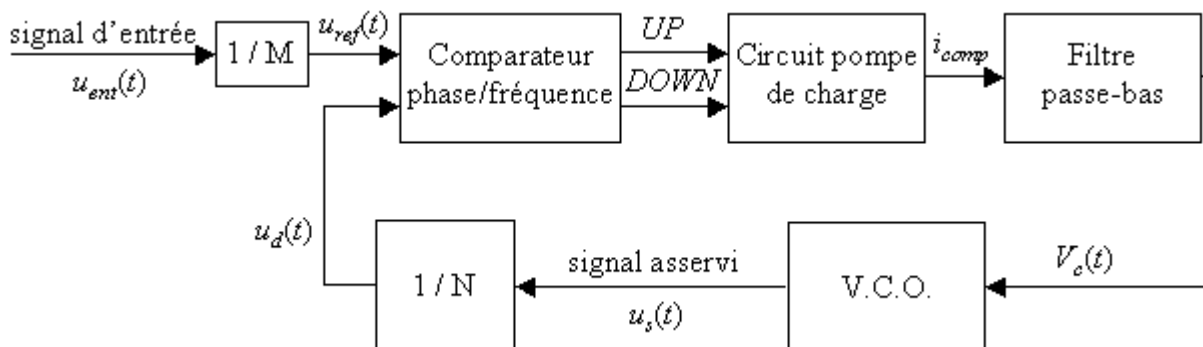 signal d'entrée
u_ent(t)
1 / M
u_ref(t)
Comparateur
phase/fréquence
UP
DOWN
Circuit pompe
de charge
i_comp
Filtre
passe-bas
u_d(t)
1 / N
signal asservi
u_s(t)
V.C.O.
V_c(t)